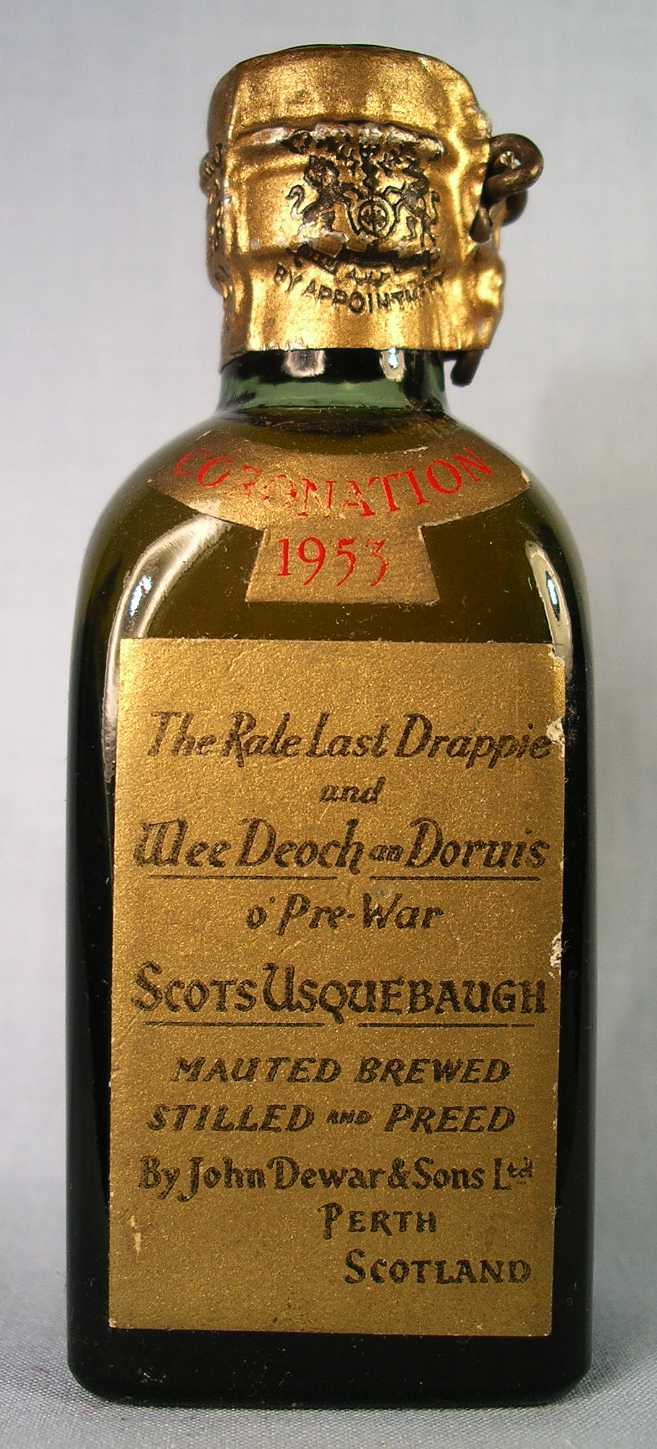 BY APPOINTMENT
CORONATION
1953
The Rale Last Drappie
and
Wee Deoch an Doruis
o' Pre-War
SCOTS USQUEBAUGH
MAUTED BREWED
STILLED AND PREED
By John Dewar & Sons Ltd
PERTH
SCOTLAND